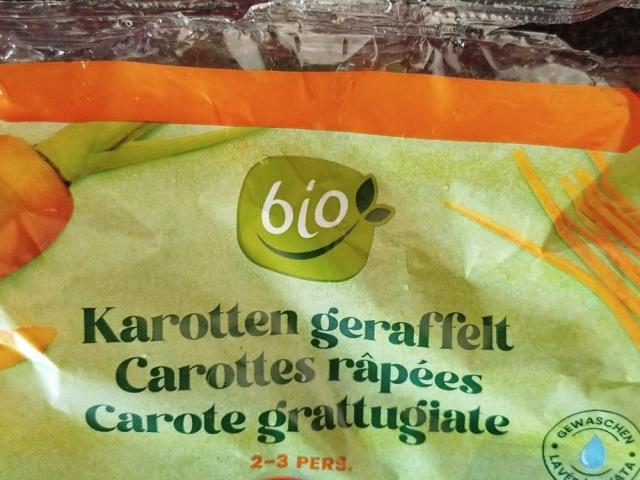 bio
Karotten geraffelt
Carottes râpées
Carote grattugiate
2-3 PERS.
GEWASCHEN